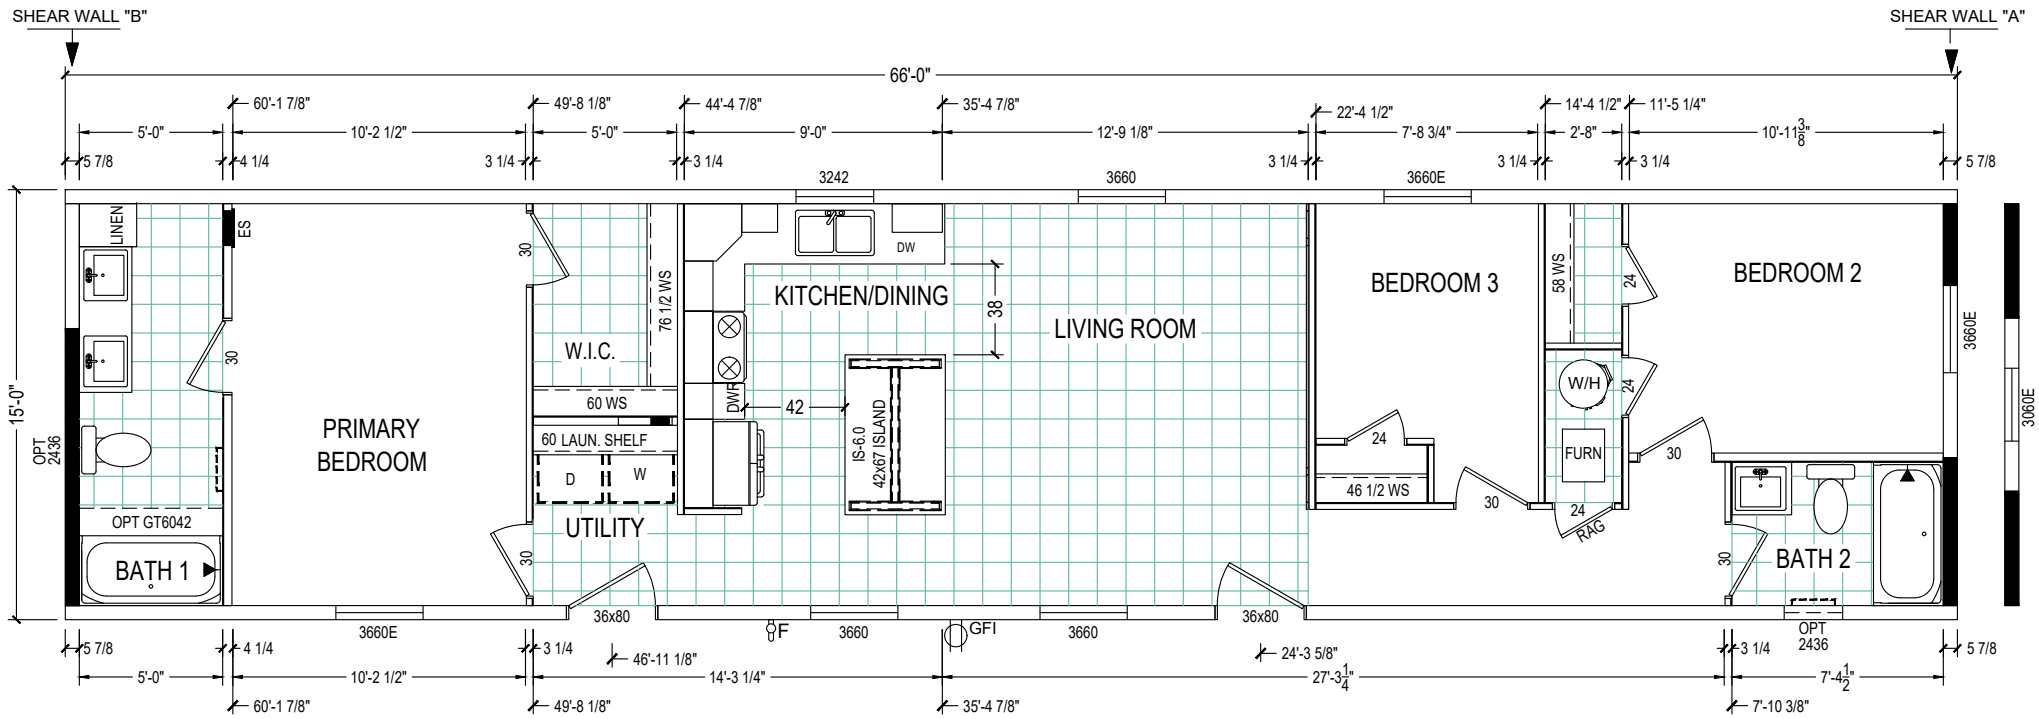 SHEAR WALL "B"
SHEAR WALL "A"
66'-0"
60'-1 7/8"
49'-8 1/8"
44'-4 7/8"
35'-4 7/8"
22'-4 1/2"
14'-4 1/2"
11'-5 1/4"
5'-0"
10'-2 1/2"
5'-0"
9'-0"
12'-9 1/8"
7'-8 3/4"
2'-8"
10'-11 3/8"
5 7/8
4 1/4
3 1/4
3 1/4
3 1/4
3 1/4
3 1/4
5 7/8
3242
3660
3660E
15'-0"
LINEN
ES
30
76 1/2 WS
DW
KITCHEN/DINING
38
LIVING ROOM
BEDROOM 3
58 WS
24
BEDROOM 2
3660E
3060E
30
W.I.C.
60 WS
DWR
42
W/H
24
OPT
2436
PRIMARY
BEDROOM
60 LAUN. SHELF
D
W
IS-6.0
42x67 ISLAND
24
46 1/2 WS
30
FURN
24
RAG
30
OPT GT6042
UTILITY
BATH 1
30
30
BATH 2
3660E
36x80
F
3660
GFI
3660
36x80
OPT
2436
5 7/8
4 1/4
3 1/4
46'-11 1/8"
24'-3 5/8"
3 1/4
5 7/8
5'-0"
10'-2 1/2"
14'-3 1/4"
27'-3 1/4
7'-4 1/2"
60'-1 7/8"
49'-8 1/8"
35'-4 7/8"
7'-10 3/8"